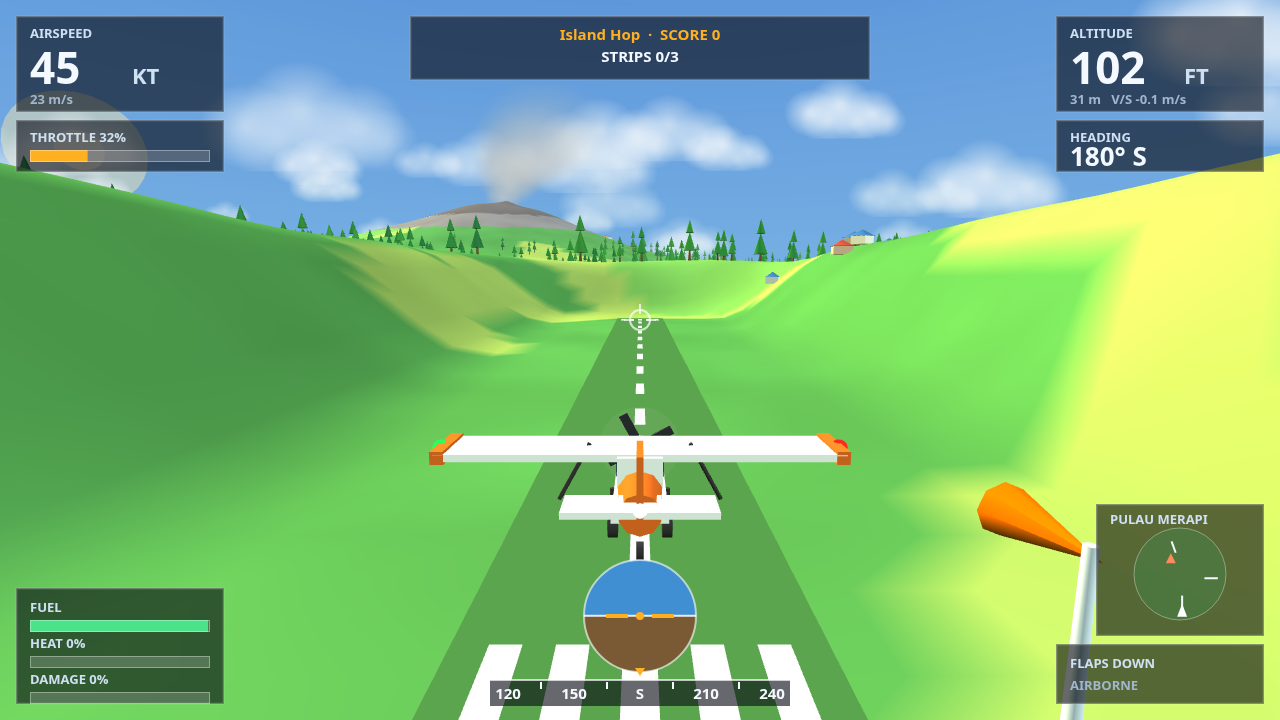 AIRSPEED
45 KT
23 m/s
THROTTLE 32%
Island Hop · SCORE 0
STRIPS 0/3
ALTITUDE
102 FT
31 m V/S -0.1 m/s
HEADING
180° S
FUEL
HEAT 0%
DAMAGE 0%
120 150 S 210 240
PULAU MERAPI
FLAPS DOWN
AIRBORNE